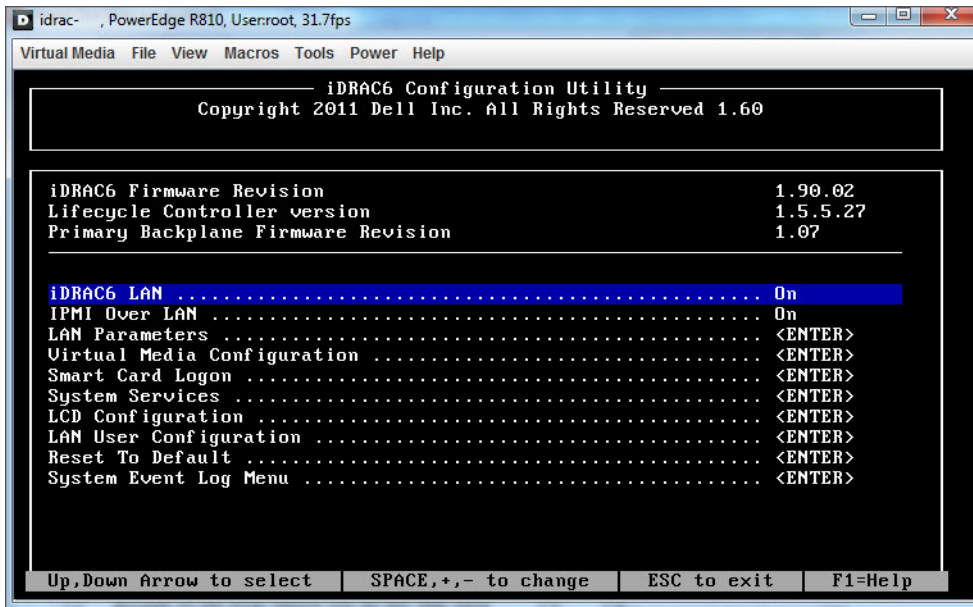 idrac- , PowerEdge R810, User:root, 31.7fps
Virtual Media File View Macros Tools Power Help
iDRAC6 Configuration Utility
Copyright 2011 Dell Inc. All Rights Reserved 1.60
iDRAC6 Firmware Revision 1.90.02
Lifecycle Controller version 1.5.5.27
Primary Backplane Firmware Revision 1.07
iDRAC6 LAN ................................................... On
IPMI Over LAN ................................................ On
LAN Parameters ............................................... <ENTER>
Virtual Media Configuration .................................. <ENTER>
Smart Card Logon ............................................. <ENTER>
System Services .............................................. <ENTER>
LCD Configuration ............................................ <ENTER>
LAN User Configuration ....................................... <ENTER>
Reset To Default ............................................. <ENTER>
System Event Log Menu ........................................ <ENTER>
Up,Down Arrow to select SPACE,+,- to change ESC to exit F1=Help